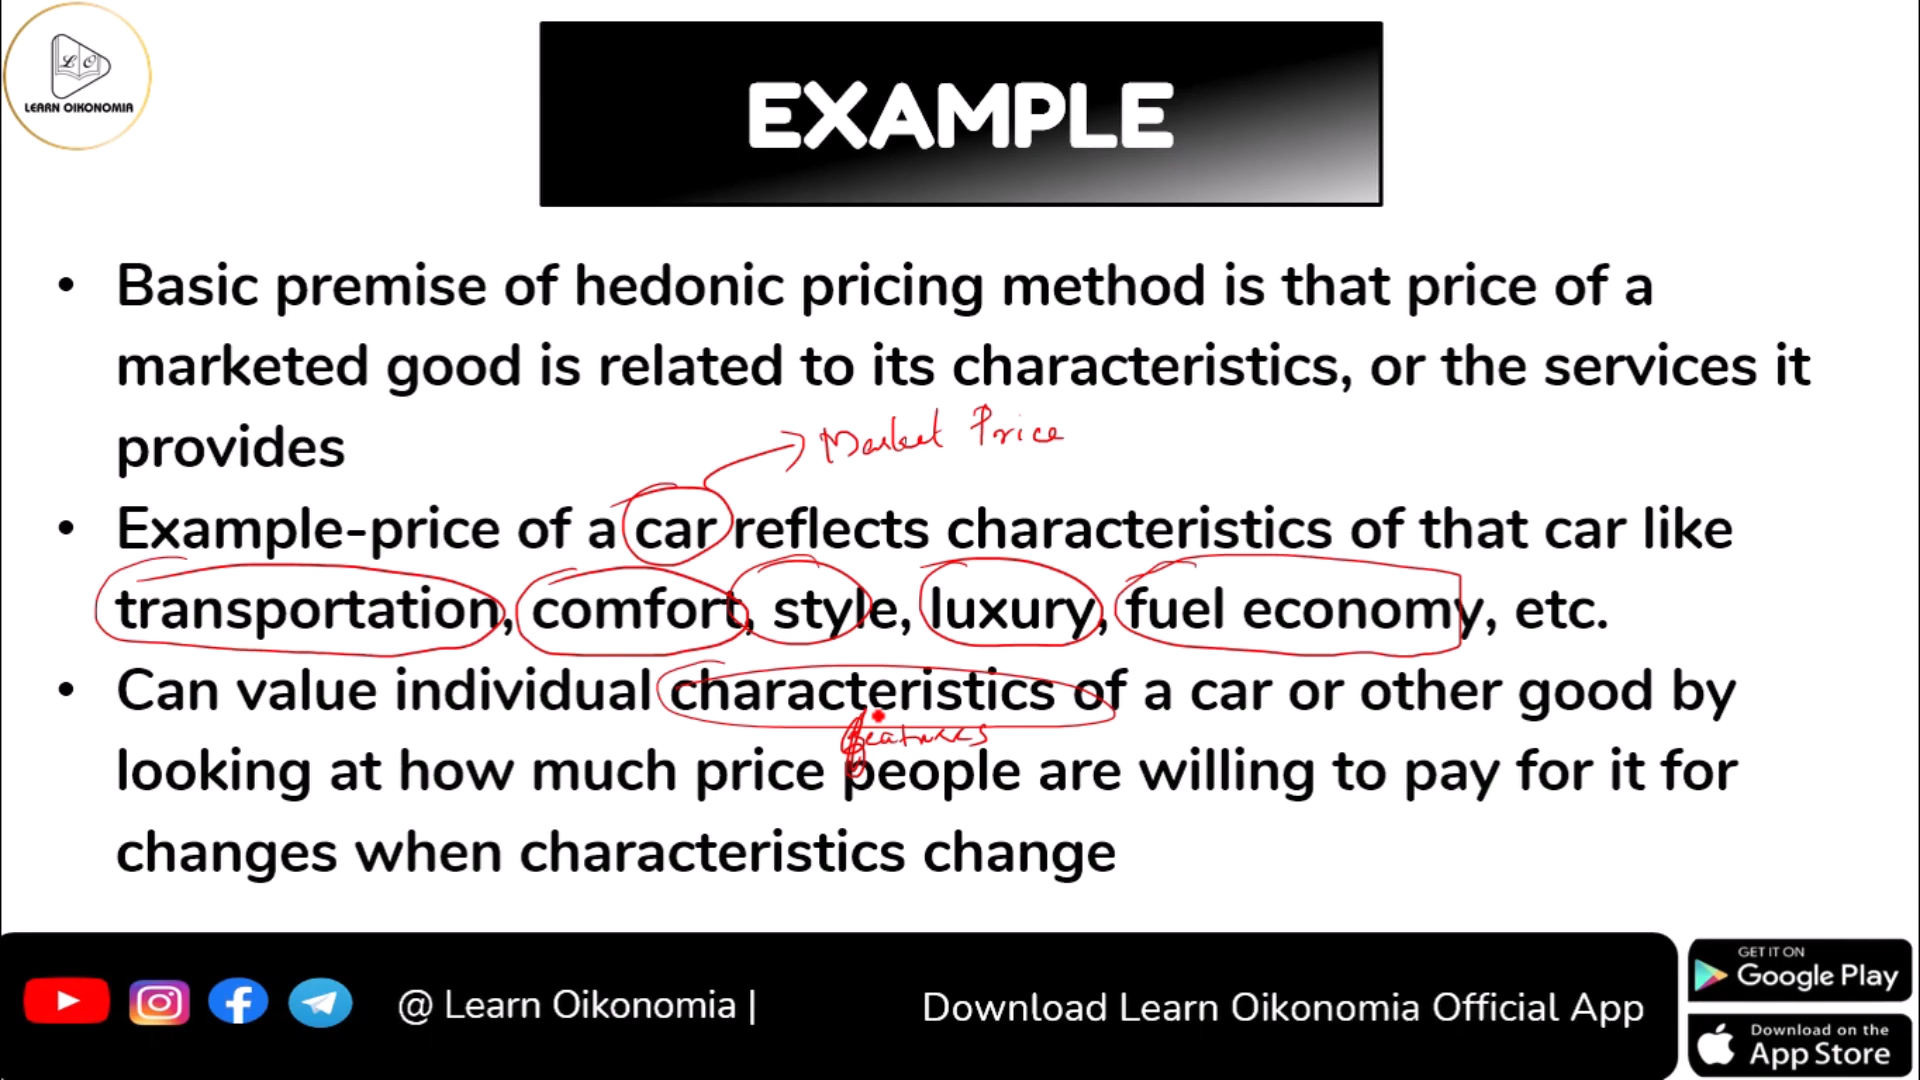 LO
LEARN OIKONOMIA
EXAMPLE
• Basic premise of hedonic pricing method is that price of a
marketed good is related to its characteristics, or the services it
provides
Market Price
• Example-price of a car reflects characteristics of that car like
transportation, comfort, style, luxury, fuel economy, etc.
• Can value individual characteristics of a car or other good by
features
looking at how much price people are willing to pay for it for
changes when characteristics change
@ Learn Oikonomia |
Download Learn Oikonomia Official App
GET IT ON
Google Play
Download on the
App Store